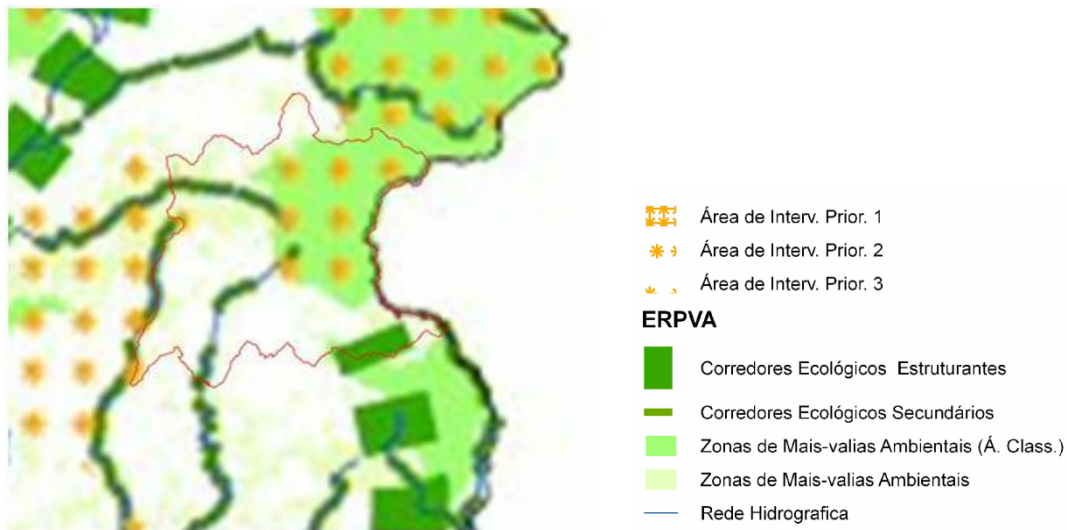 Área de Interv. Prior. 1
Área de Interv. Prior. 2
Área de Interv. Prior. 3
ERPVA
Corredores Ecológicos Estruturantes
Corredores Ecológicos Secundários
Zonas de Mais-valias Ambientais (Á. Class.)
Zonas de Mais-valias Ambientais
Rede Hidrografica